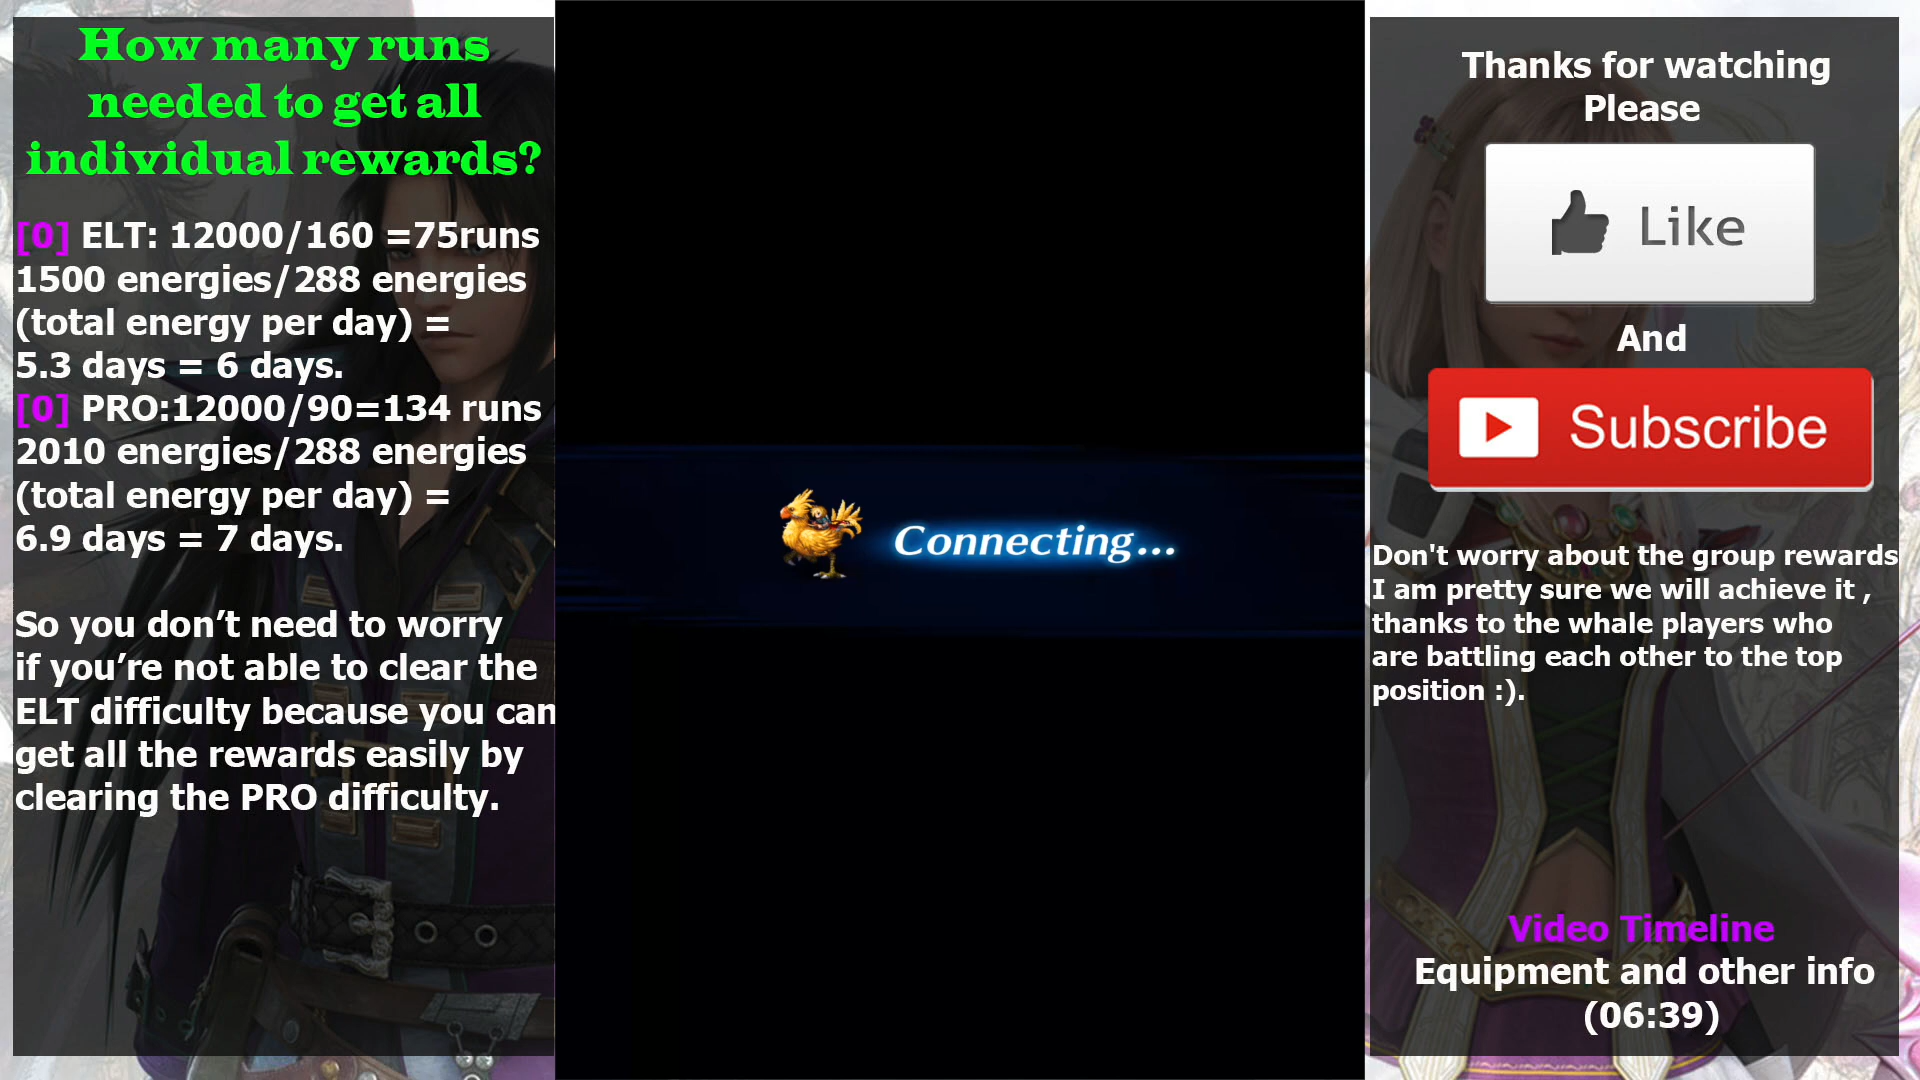 How many runs
needed to get all
individual rewards?
[0] ELT: 12000/160 =75runs
1500 energies/288 energies
(total energy per day) =
5.3 days = 6 days.
[0] PRO:12000/90=134 runs
2010 energies/288 energies
(total energy per day) =
6.9 days = 7 days.
So you don’t need to worry
if you’re not able to clear the
ELT difficulty because you can
get all the rewards easily by
clearing the PRO difficulty.
Connecting...
Thanks for watching
Please
Like
And
Subscribe
Don't worry about the group rewards
I am pretty sure we will achieve it ,
thanks to the whale players who
are battling each other to the top
position :).
Video Timeline
Equipment and other info
(06:39)